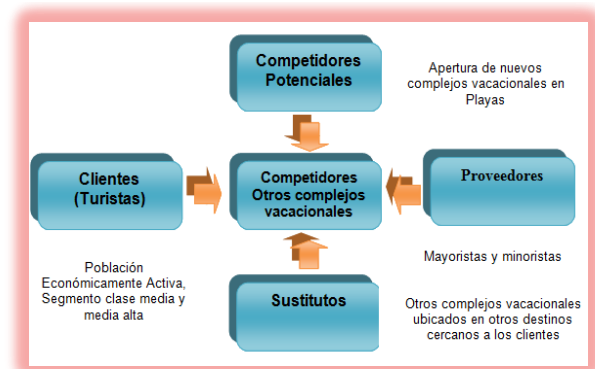 Competidores
Potenciales
Apertura de nuevos
complejos vacacionales en
Playas
Clientes
(Turistas)
Competidores
Otros complejos
vacacionales
Proveedores
Población
Económicamente Activa,
Segmento clase media y
media alta
Mayoristas y minoristas
Sustitutos
Otros complejos vacacionales
ubicados en otros destinos
cercanos a los clientes